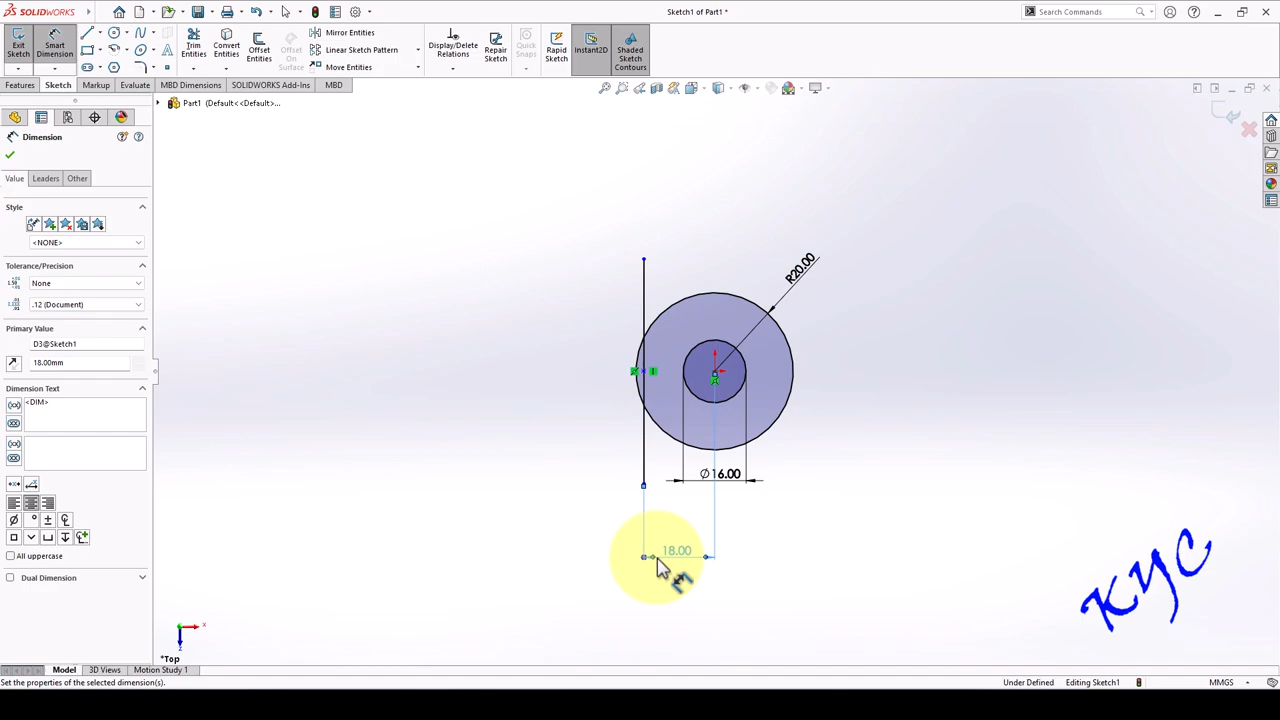 SOLIDWORKS
Sketch1 of Part1 *
Search Commands
Exit Sketch
Smart Dimension
Trim Entities
Convert Entities
Offset Entities
Offset On Surface
Mirror Entities
Linear Sketch Pattern
Move Entities
Display/Delete Relations
Repair Sketch
Quick Snaps
Rapid Sketch
Instant2D
Shaded Sketch Contours
Features Sketch Markup Evaluate MBD Dimensions SOLIDWORKS Add-Ins MBD
Part1 (Default<<Default>...
Dimension
Value Leaders Other
Style
<NONE>
Tolerance/Precision
None
.12 (Document)
Primary Value
D3@Sketch1
18.00mm
Dimension Text
<DIM>
All uppercase
Dual Dimension
R20.00
Ø16.00
18.00
KYC
x
z
*Top
Model 3D Views Motion Study 1
Set the properties of the selected dimension(s).
Under Defined Editing Sketch1 MMGS